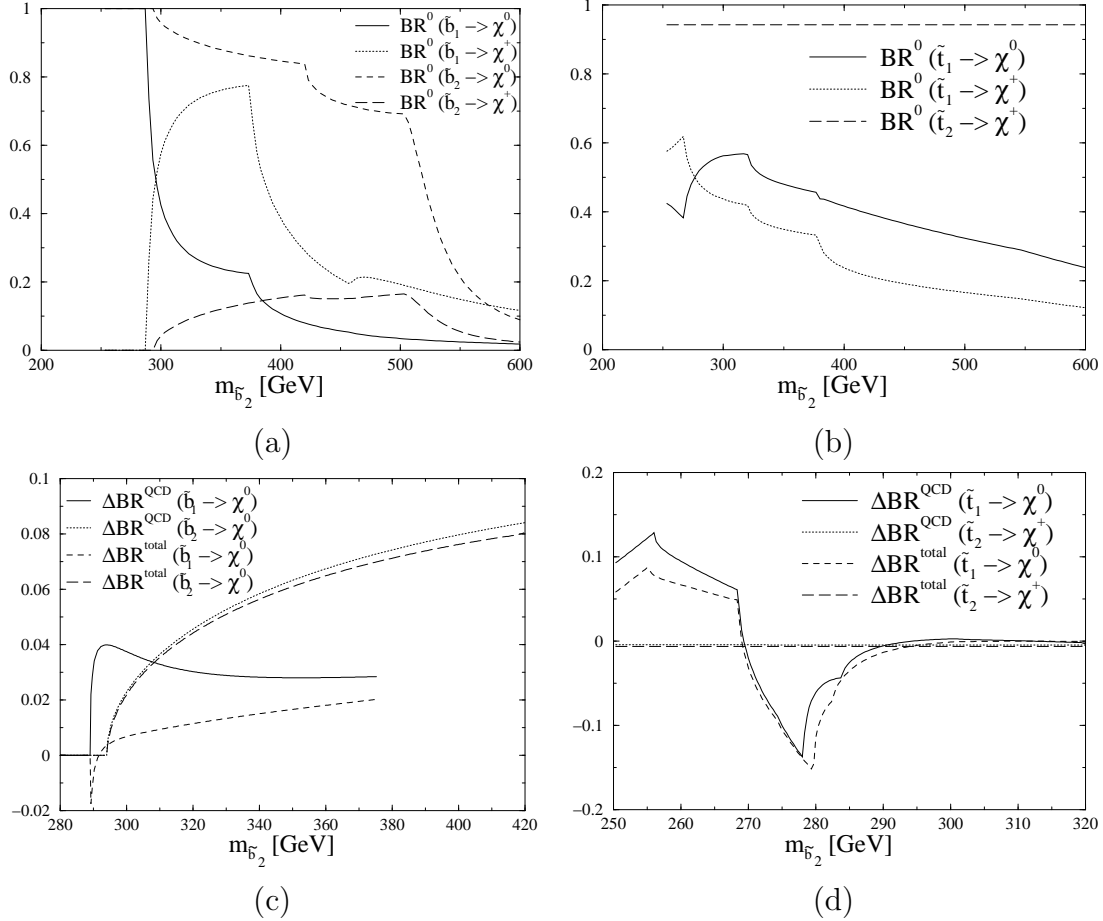 1
0.8
0.6
0.4
0.2
0
200 300 400 500 600
BR⁰ (b̃₁ −> χ⁰)
BR⁰ (b̃₁ −> χ⁺)
BR⁰ (b̃₂ −> χ⁰)
BR⁰ (b̃₂ −> χ⁺)
m_b̃₂ [GeV]
(a)
1
0.8
0.6
0.4
0.2
0
200 300 400 500 600
BR⁰ (t̃₁ −> χ⁰)
BR⁰ (t̃₁ −> χ⁺)
BR⁰ (t̃₂ −> χ⁺)
m_b̃₂ [GeV]
(b)
0.1
0.08
0.06
0.04
0.02
0
−0.02
280 300 320 340 360 380 400 420
ΔBR^QCD (b̃₁ −> χ⁰)
ΔBR^QCD (b̃₂ −> χ⁰)
ΔBR^total (b̃₁ −> χ⁰)
ΔBR^total (b̃₂ −> χ⁰)
m_b̃₂ [GeV]
(c)
0.2
0.1
0
−0.1
−0.2
250 260 270 280 290 300 310 320
ΔBR^QCD (t̃₁ −> χ⁰)
ΔBR^QCD (t̃₂ −> χ⁺)
ΔBR^total (t̃₁ −> χ⁰)
ΔBR^total (t̃₂ −> χ⁺)
m_b̃₂ [GeV]
(d)